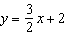 y = 3/2 x + 2